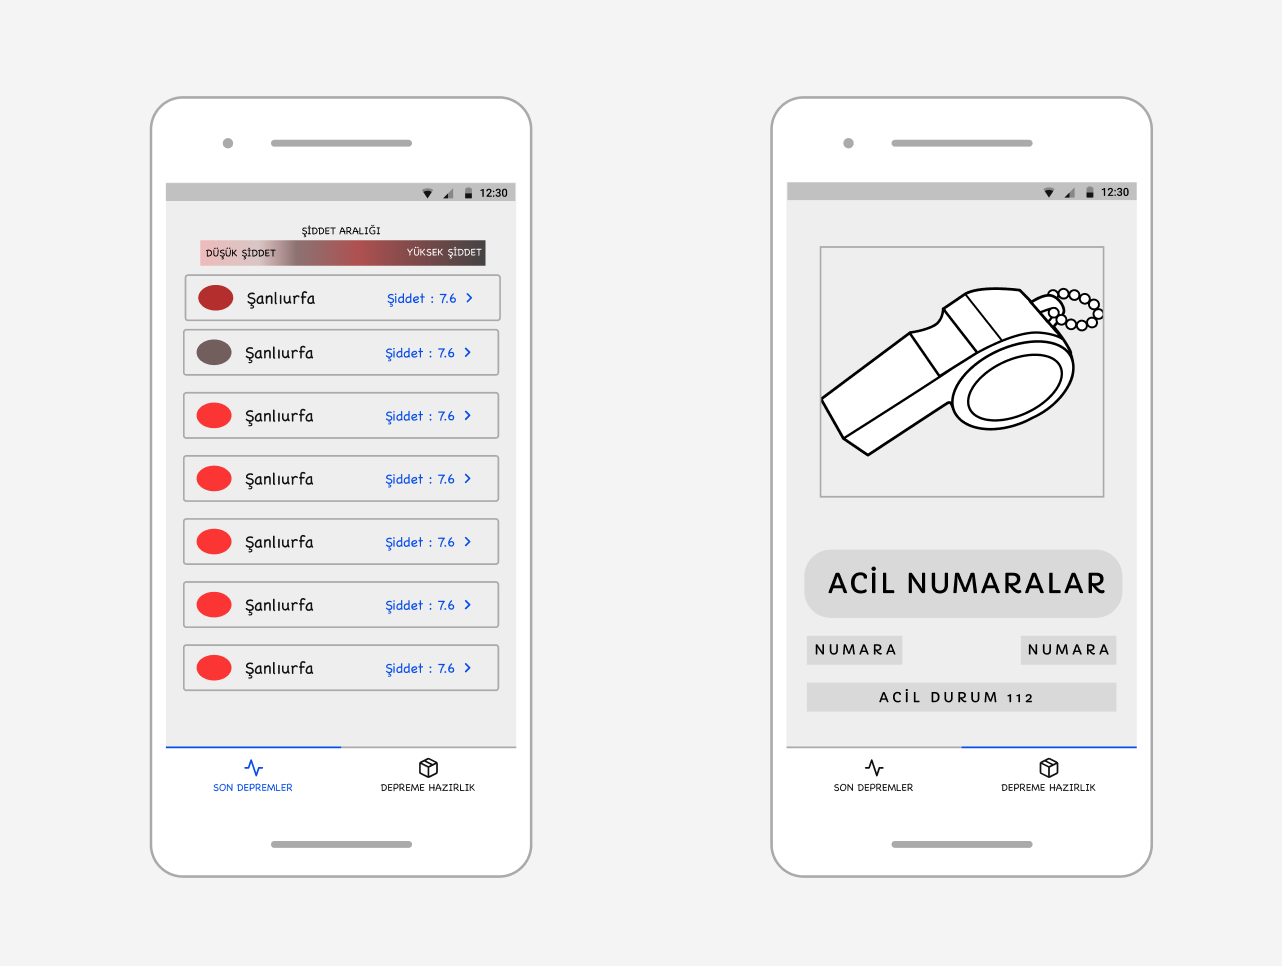 12:30
ŞİDDET ARALIĞI
DÜŞÜK ŞİDDET YÜKSEK ŞİDDET
Şanlıurfa Şiddet : 7.6
Şanlıurfa Şiddet : 7.6
Şanlıurfa Şiddet : 7.6
Şanlıurfa Şiddet : 7.6
Şanlıurfa Şiddet : 7.6
Şanlıurfa Şiddet : 7.6
Şanlıurfa Şiddet : 7.6
SON DEPREMLER DEPREME HAZIRLIK
12:30
ACİL NUMARALAR
NUMARA NUMARA
ACİL DURUM 112
SON DEPREMLER DEPREME HAZIRLIK